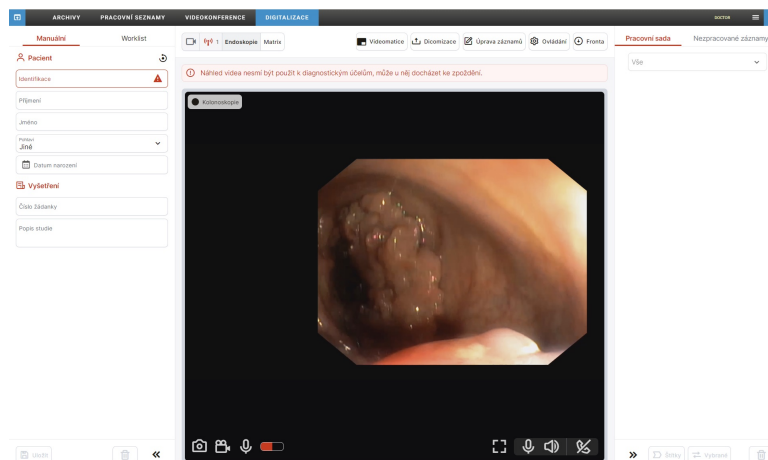 ARCHIVY PRACOVNÍ SEZNAMY VIDEOKONFERENCE DIGITALIZACE DOCTOR
Manuální Worklist
Pacient
Identifikace
Příjmení
Jméno
Pohlaví
Jiné
Datum narození
Vyšetření
Číslo žádanky
Popis studie
Uložit
1 Endoskopie Matrix
Videomatice Dicomizace Úprava záznamů Ovládání Fronta
Náhled videa nesmí být použit k diagnostickým účelům, může u něj docházet ke zpoždění.
Kolonoskopie
Pracovní sada Nezpracované záznamy
Vše
Štítky Vybrané